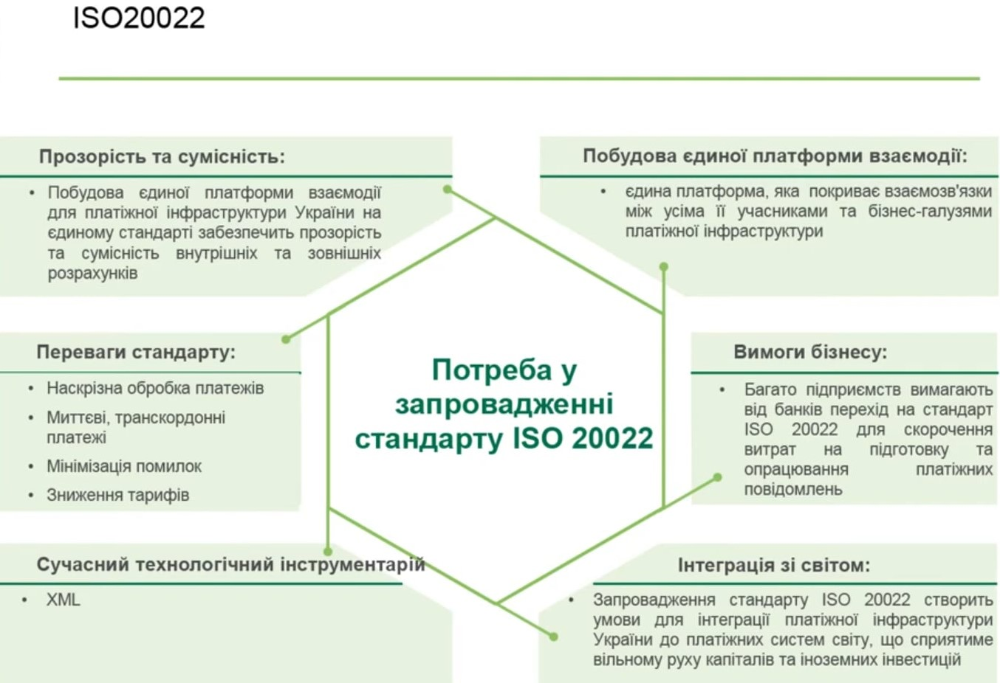 ISO20022
Прозорість та сумісність:
• Побудова єдиної платформи взаємодії
для платіжної інфраструктури України на
єдиному стандарті забезпечить прозорість
та сумісність внутрішніх та зовнішніх
розрахунків
Побудова єдиної платформи взаємодії:
• єдина платформа, яка покриває взаємозв'язки
між усіма її учасниками та бізнес-галузями
платіжної інфраструктури
Переваги стандарту:
• Наскрізна обробка платежів
• Миттєві, транскордонні
платежі
• Мінімізація помилок
• Зниження тарифів
Потреба у
запровадженні
стандарту ISO 20022
Вимоги бізнесу:
• Багато підприємств вимагають
від банків перехід на стандарт
ISO 20022 для скорочення
витрат на підготовку та
опрацювання платіжних
повідомлень
Сучасний технологічний інструментарій
• XML
Інтеграція зі світом:
• Запровадження стандарту ISO 20022 створить
умови для інтеграції платіжної інфраструктури
України до платіжних систем світу, що сприятиме
вільному руху капіталів та іноземних інвестицій